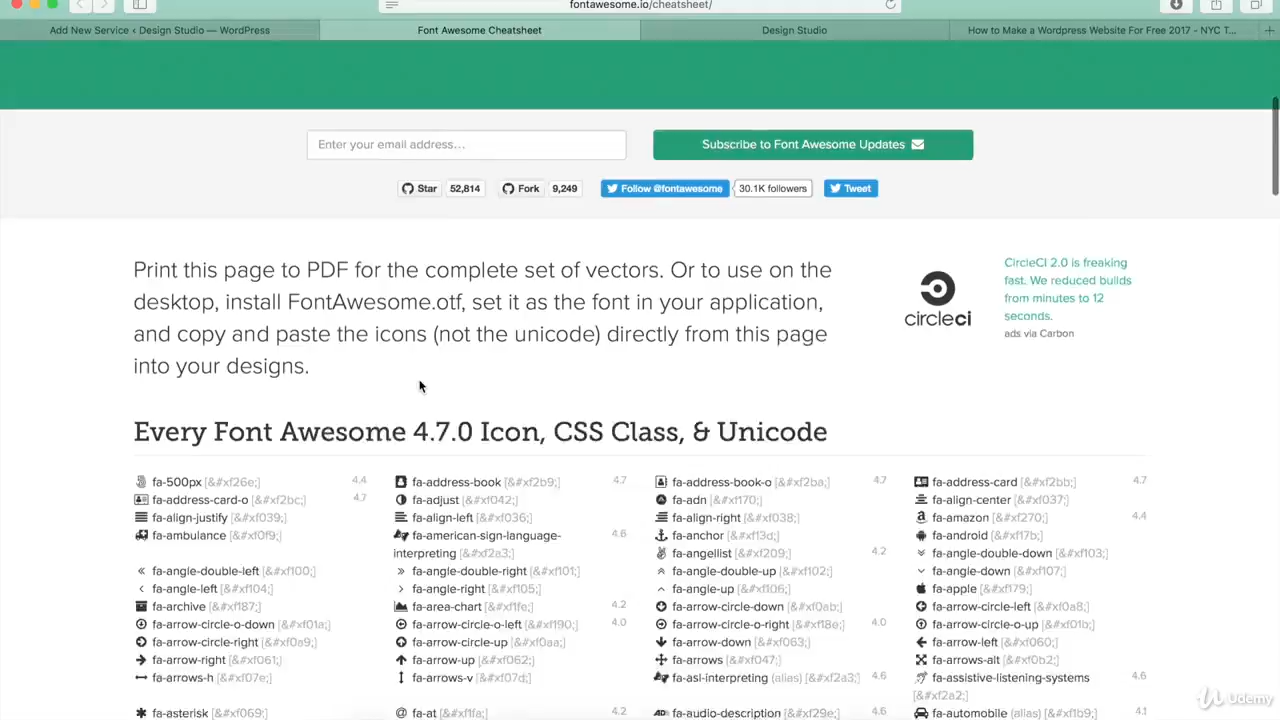 fontawesome.io/cheatsheet/
Add New Service ‹ Design Studio — WordPress
Font Awesome Cheatsheet
Design Studio
How to Make a Wordpress Website For Free 2017 - NYC T...
Enter your email address...
Subscribe to Font Awesome Updates
Star 52,814 Fork 9,249 Follow @fontawesome 30.1K followers Tweet
Print this page to PDF for the complete set of vectors. Or to use on the
desktop, install FontAwesome.otf, set it as the font in your application,
and copy and paste the icons (not the unicode) directly from this page
into your designs.
circleci
CircleCI 2.0 is freaking
fast. We reduced builds
from minutes to 12
seconds.
ads via Carbon
Every Font Awesome 4.7.0 Icon, CSS Class, & Unicode
fa-500px [&#xf26e;] 4.4 fa-address-book [&#xf2b9;] 4.7 fa-address-book-o [&#xf2ba;] 4.7 fa-address-card [&#xf2bb;] 4.7
fa-address-card-o [&#xf2bc;] 4.7 fa-adjust [&#xf042;] fa-adn [&#xf170;] fa-align-center [&#xf037;]
fa-align-justify [&#xf039;] fa-align-left [&#xf036;] fa-align-right [&#xf038;] fa-amazon [&#xf270;] 4.4
fa-ambulance [&#xf0f9;] fa-american-sign-language- 4.6 fa-anchor [&#xf13d;] fa-android [&#xf17b;]
interpreting [&#xf2a3;] fa-angellist [&#xf209;] 4.2 fa-angle-double-down [&#xf103;]
fa-angle-double-left [&#xf100;] fa-angle-double-right [&#xf101;] fa-angle-double-up [&#xf102;] fa-angle-down [&#xf107;]
fa-angle-left [&#xf104;] fa-angle-right [&#xf105;] fa-angle-up [&#xf106;] fa-apple [&#xf179;]
fa-archive [&#xf187;] fa-area-chart [&#xf1fe;] 4.2 fa-arrow-circle-down [&#xf0ab;] fa-arrow-circle-left [&#xf0a8;]
fa-arrow-circle-o-down [&#xf01a;] fa-arrow-circle-o-left [&#xf190;] 4.0 fa-arrow-circle-o-right [&#xf18e;] 4.0 fa-arrow-circle-o-up [&#xf01b;]
fa-arrow-circle-right [&#xf0a9;] fa-arrow-circle-up [&#xf0aa;] fa-arrow-down [&#xf063;] fa-arrow-left [&#xf060;]
fa-arrow-right [&#xf061;] fa-arrow-up [&#xf062;] fa-arrows [&#xf047;] fa-arrows-alt [&#xf0b2;]
fa-arrows-h [&#xf07e;] fa-arrows-v [&#xf07d;] fa-asl-interpreting (alias) [&#xf2a3;] 4.6 fa-assistive-listening-systems 4.6
[&#xf2a2;]
fa-asterisk [&#xf069;] fa-at [&#xf1fa;] 4.2 fa-audio-description [&#xf29e;] 4.6 fa-automobile (alias) [&#xf1b9;] 4.1
Udemy